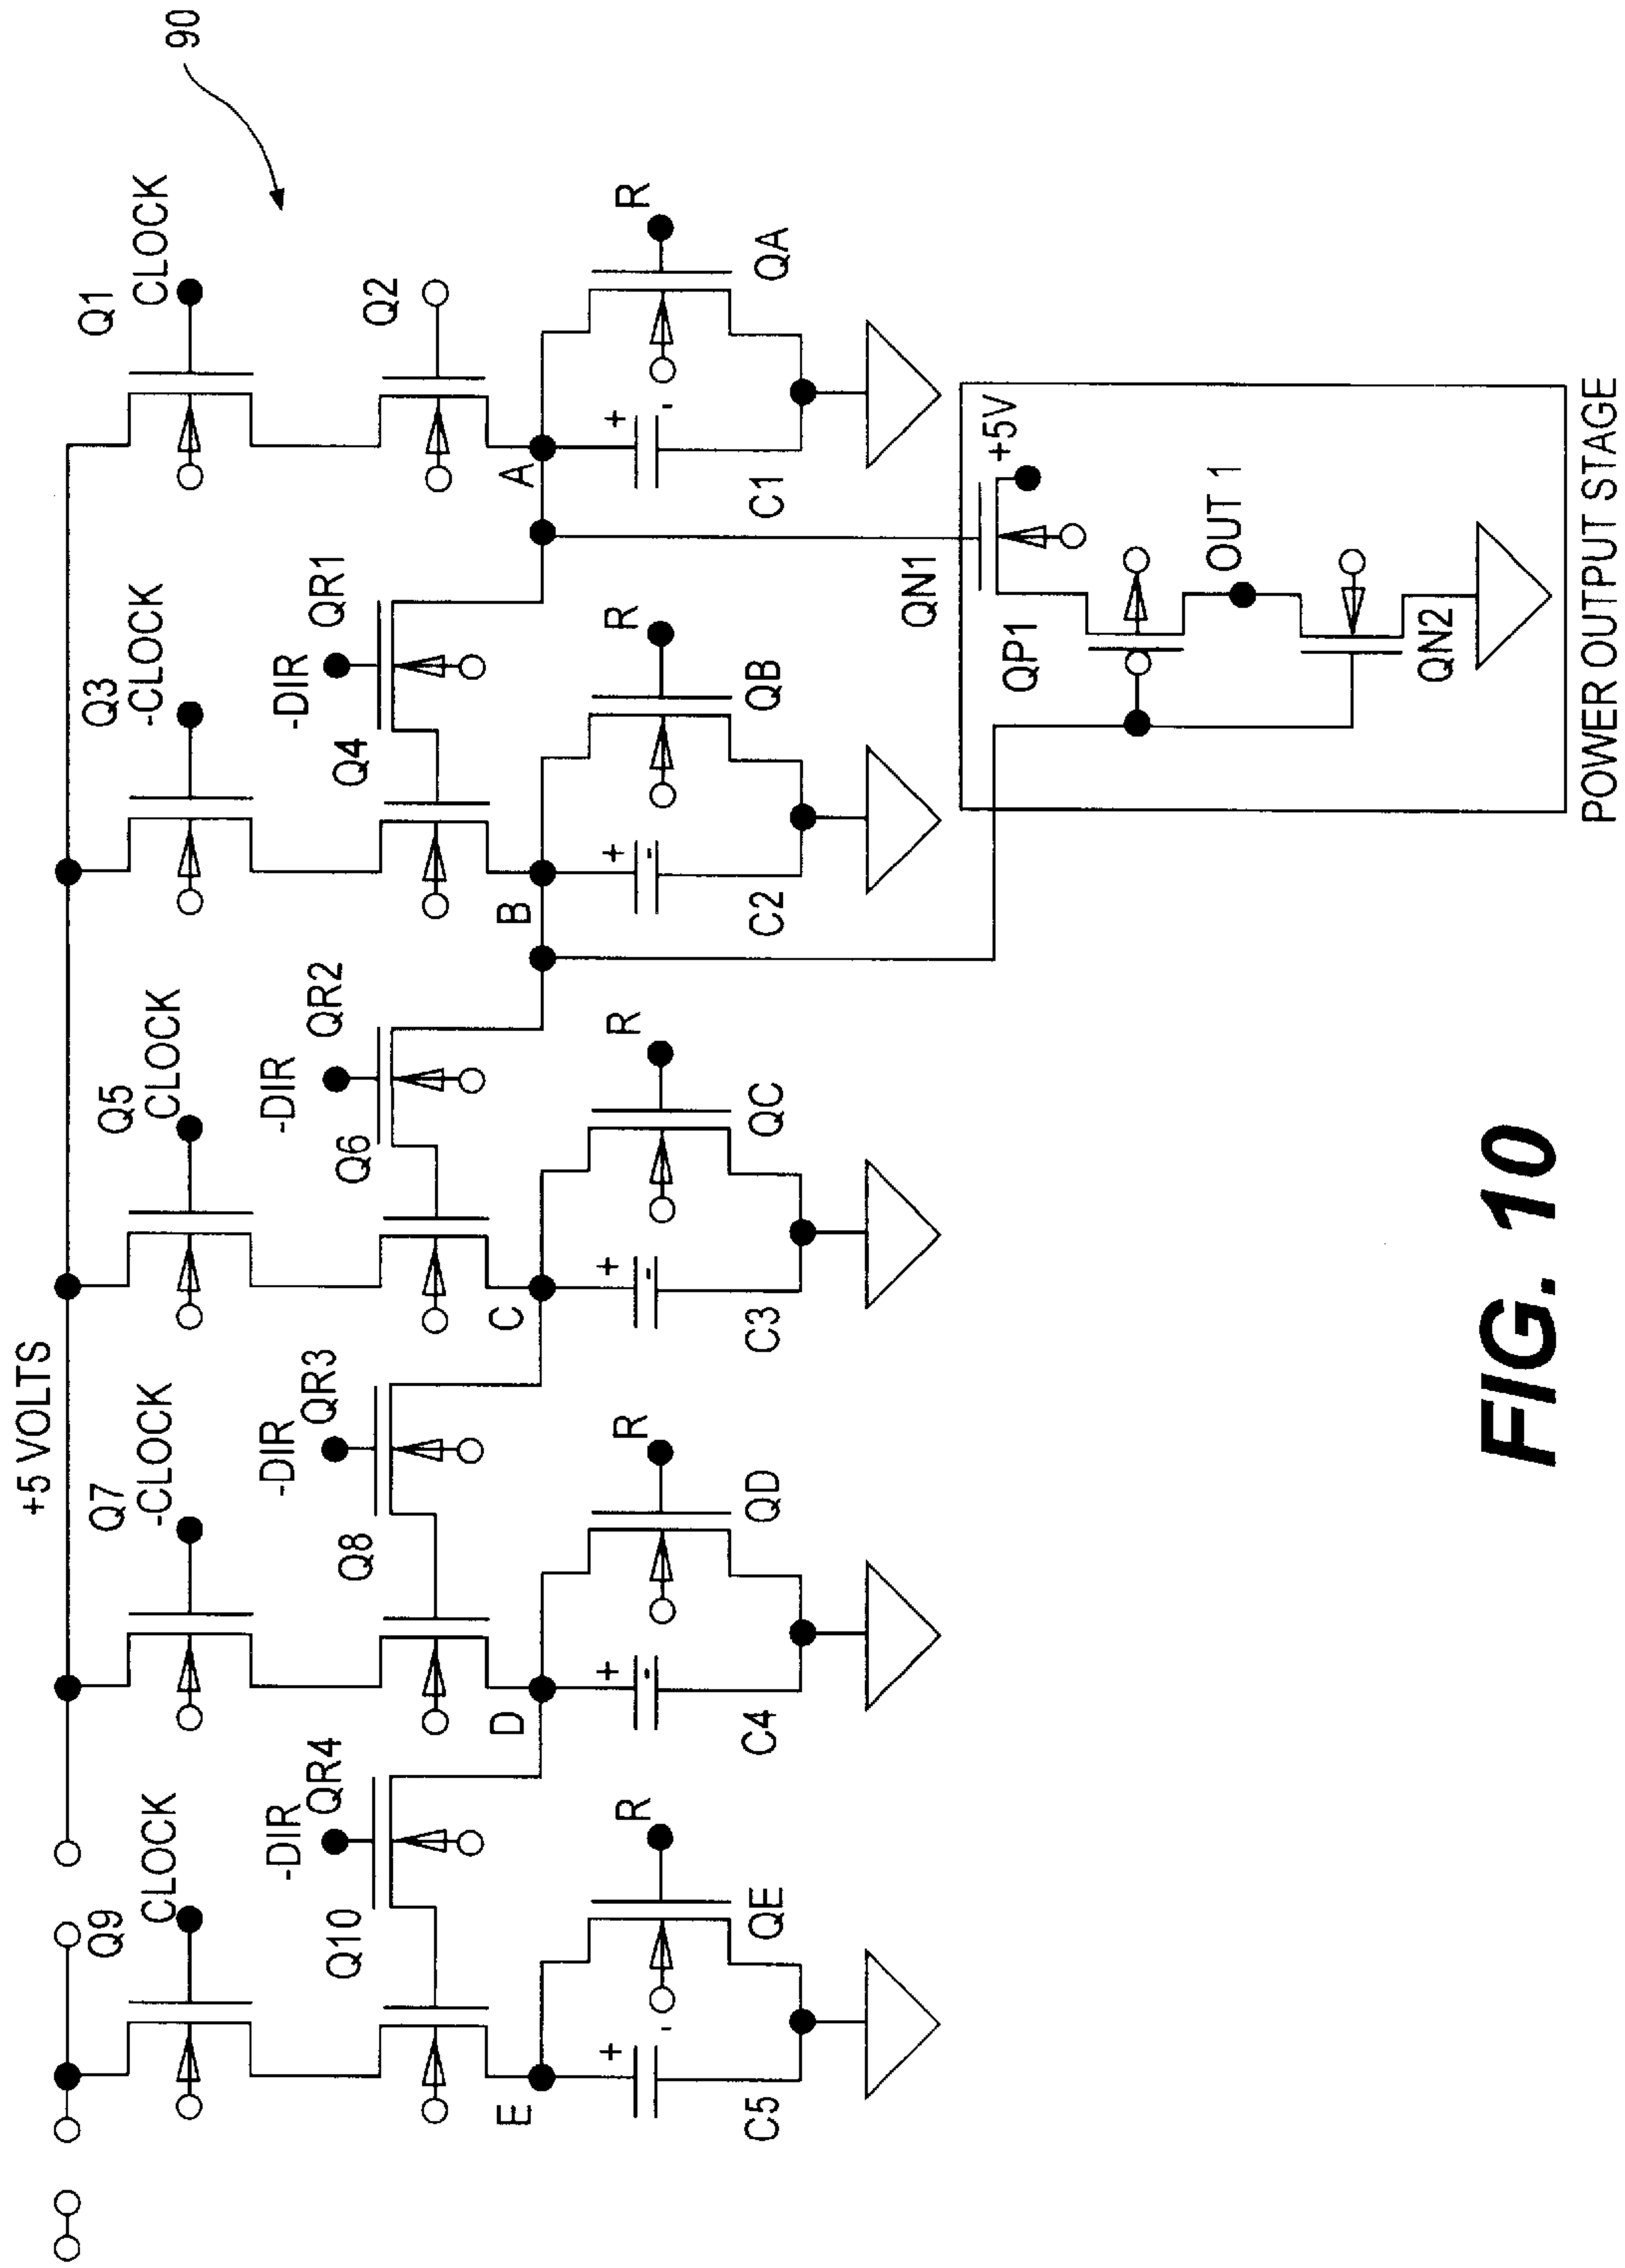 90
+5 VOLTS
Q9
CLOCK
Q7
-CLOCK
Q5
CLOCK
Q3
-CLOCK
Q1
CLOCK
-DIR
QR4
Q10
-DIR
QR3
Q8
-DIR
QR2
Q6
-DIR
QR1
Q4
Q2
E
D
C
B
A
+
-
R
QE
C5
+
-
R
QD
C4
+
-
R
QC
C3
+
-
R
QB
C2
+
-
R
QA
C1
QN1
+5V
QP1
OUT 1
QN2
POWER OUTPUT STAGE
FIG. 10